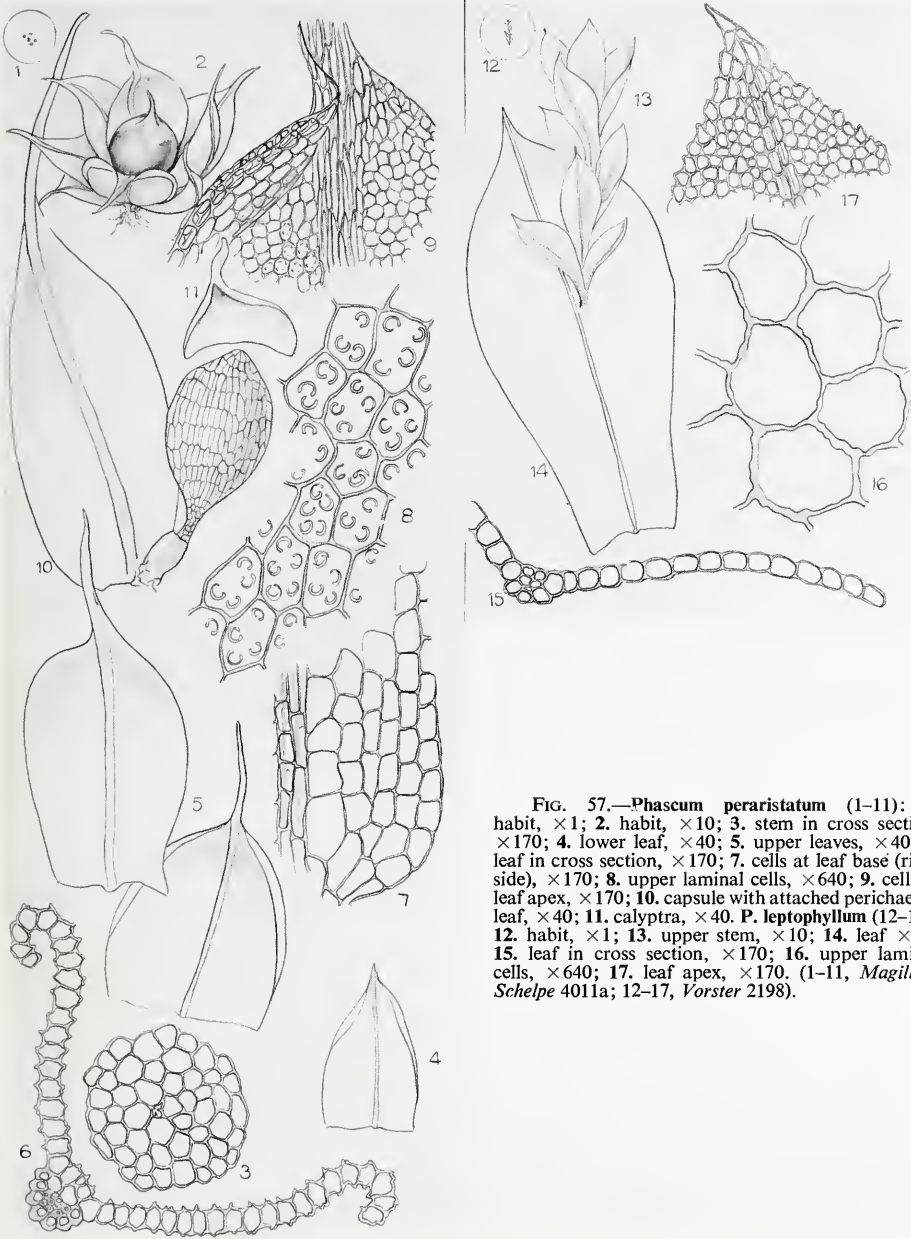 1
2
9
11
10
8
5
7
4
6
3
12
13
17
14
16
15
FIG. 57.—Phascum peraristatum (1–11):
habit, ×1; 2. habit, ×10; 3. stem in cross secti
×170; 4. lower leaf, ×40; 5. upper leaves, ×40
leaf in cross section, ×170; 7. cells at leaf base (ri
side), ×170; 8. upper laminal cells, ×640; 9. cell
leaf apex, ×170; 10. capsule with attached perichae
leaf, ×40; 11. calyptra, ×40. P. leptophyllum (12–1
12. habit, ×1; 13. upper stem, ×10; 14. leaf ×
15. leaf in cross section, ×170; 16. upper lami
cells, ×640; 17. leaf apex, ×170. (1–11, Magill
Schelpe 4011a; 12–17, Vorster 2198).